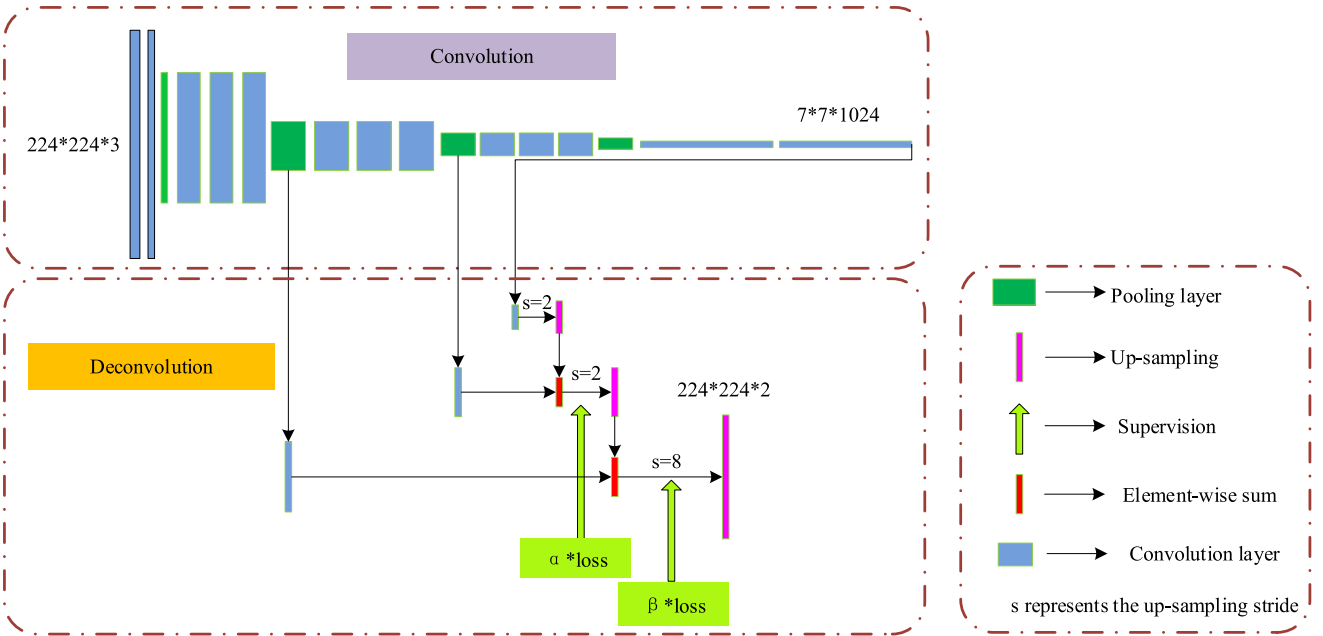 Convolution
224*224*3
7*7*1024
Deconvolution
s=2
s=2
224*224*2
s=8
α *loss
β *loss
Pooling layer
Up-sampling
Supervision
Element-wise sum
Convolution layer
s represents the up-sampling stride